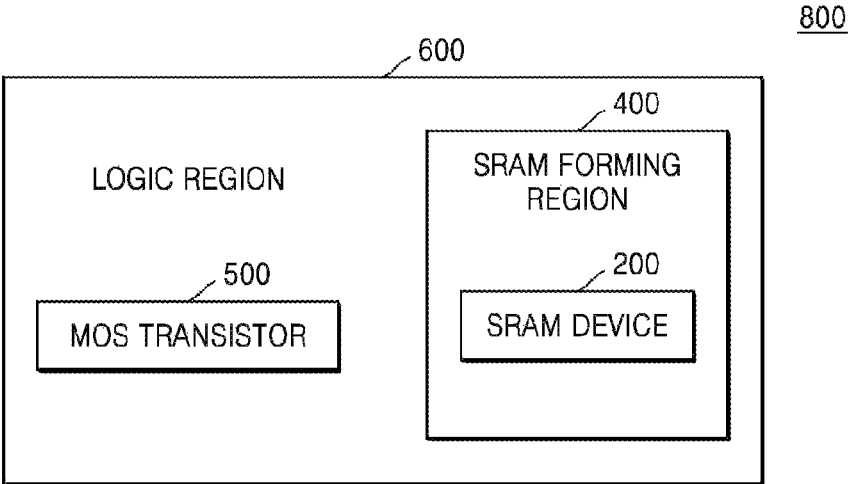 800
600
400
LOGIC REGION
SRAM FORMING
REGION
500
200
MOS TRANSISTOR
SRAM DEVICE